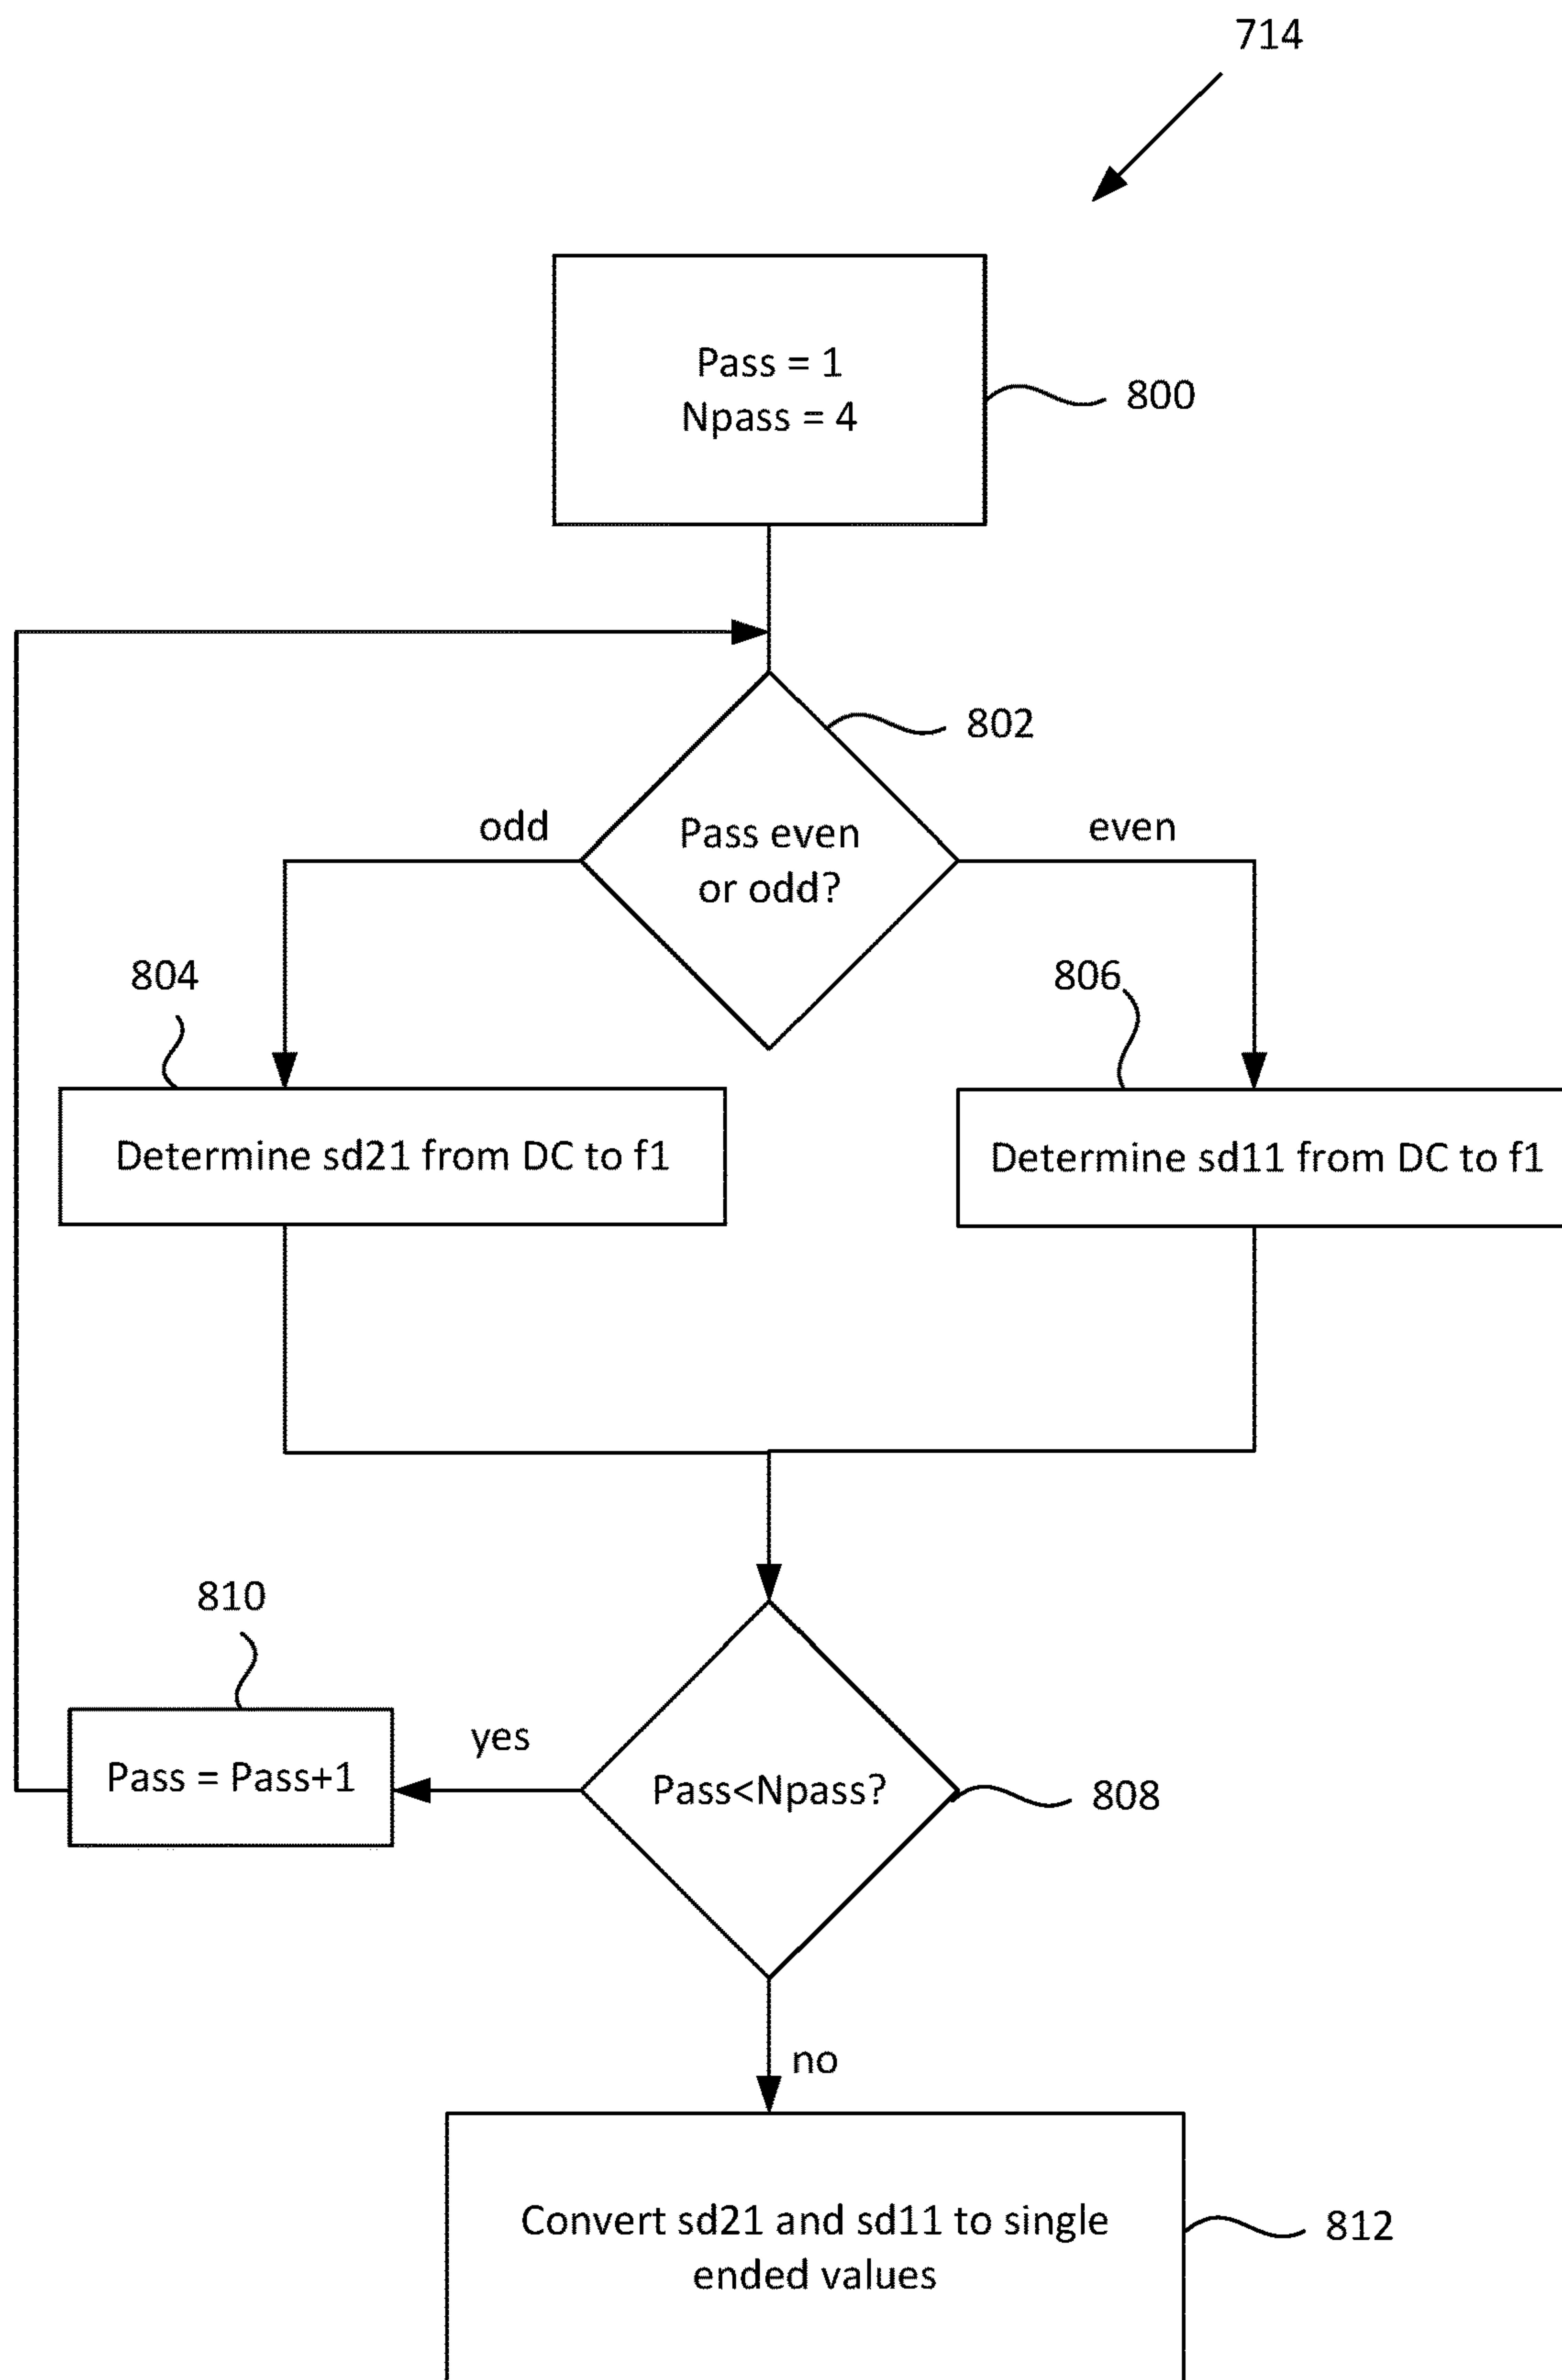 714
Pass = 1
Npass = 4
800
802
odd
Pass even
or odd?
even
804
806
Determine sd21 from DC to f1
Determine sd11 from DC to f1
810
yes
Pass = Pass+1
Pass<Npass?
808
no
Convert sd21 and sd11 to single
ended values
812